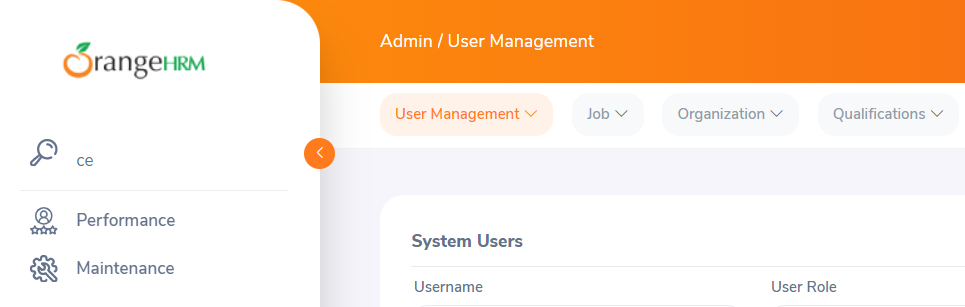 OrangeHRM
Admin / User Management
User Management
Job
Organization
Qualifications
ce
Performance
Maintenance
System Users
Username
User Role